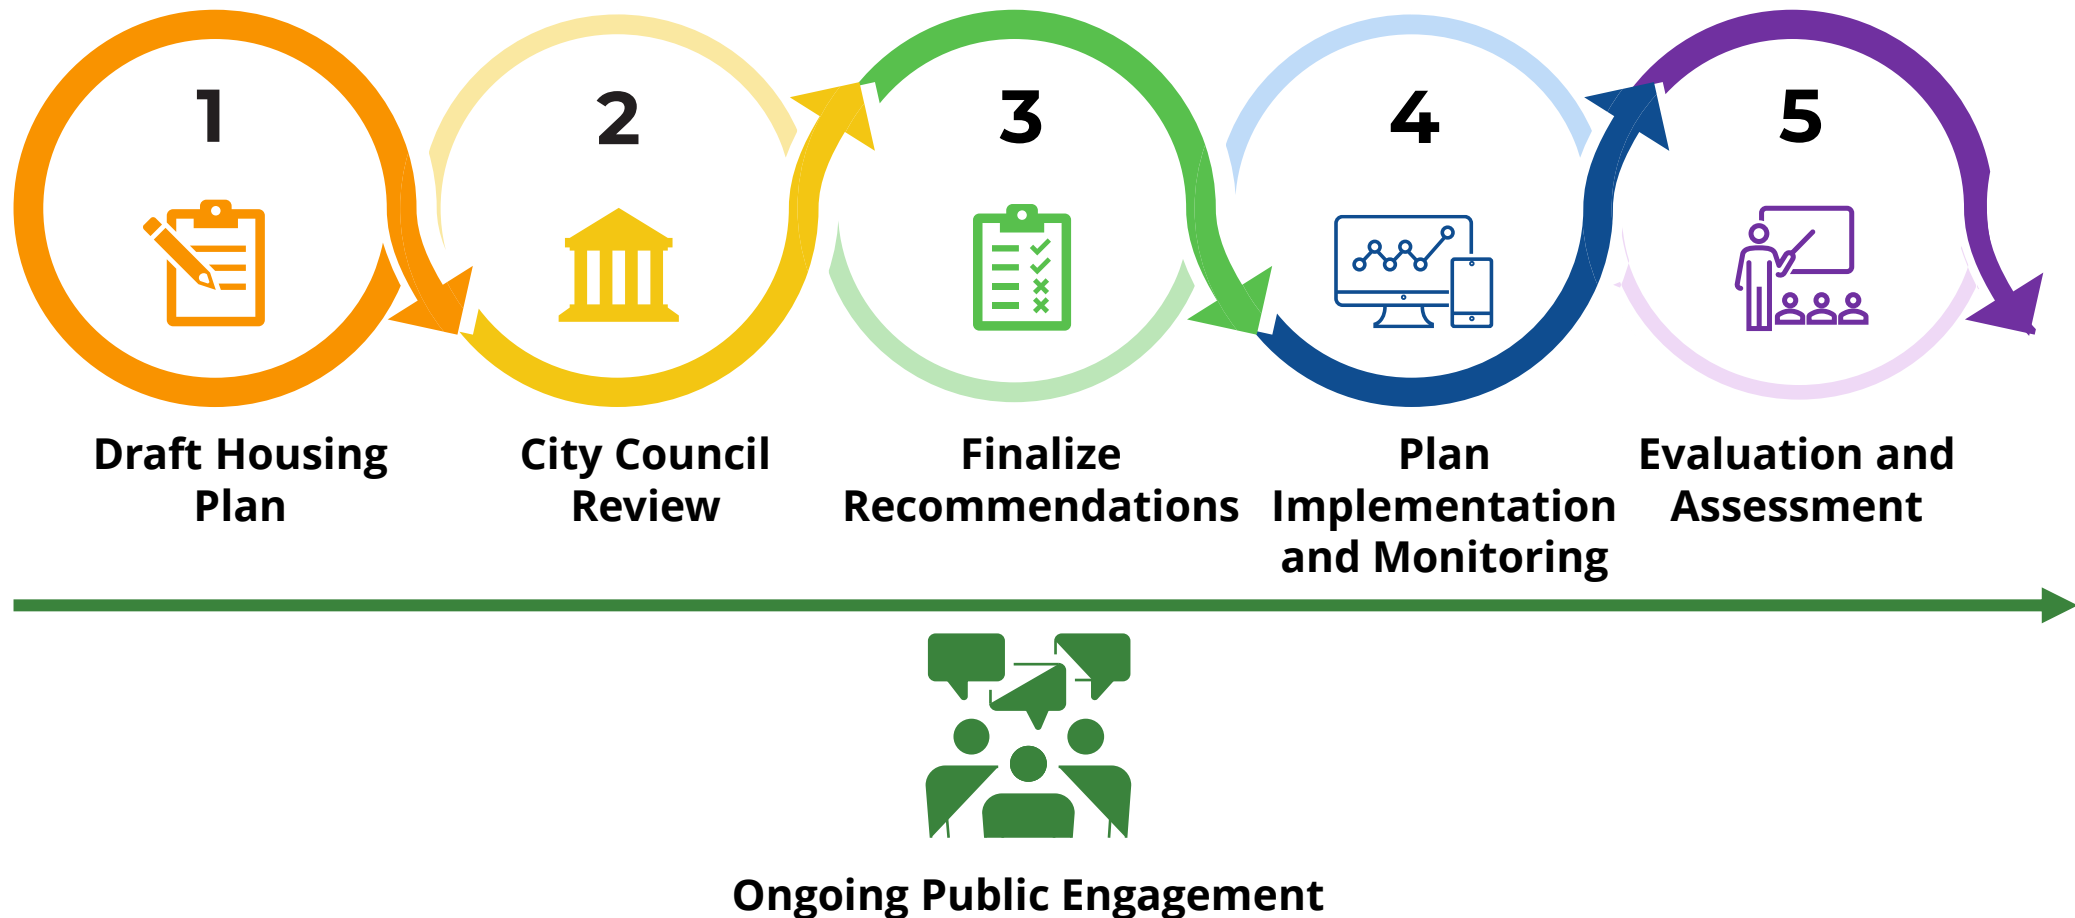 1
2
3
4
5
Draft Housing
Plan
City Council
Review
Finalize
Recommendations
Plan
Implementation
and Monitoring
Evaluation and
Assessment
Ongoing Public Engagement